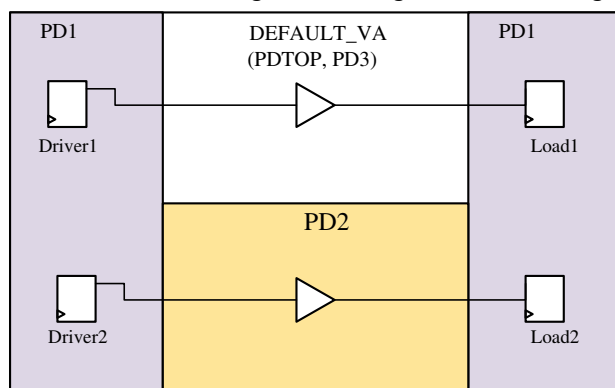 PD1
DEFAULT_VA
(PDTOP, PD3)
PD1
Driver1
Load1
PD2
Driver2
Load2